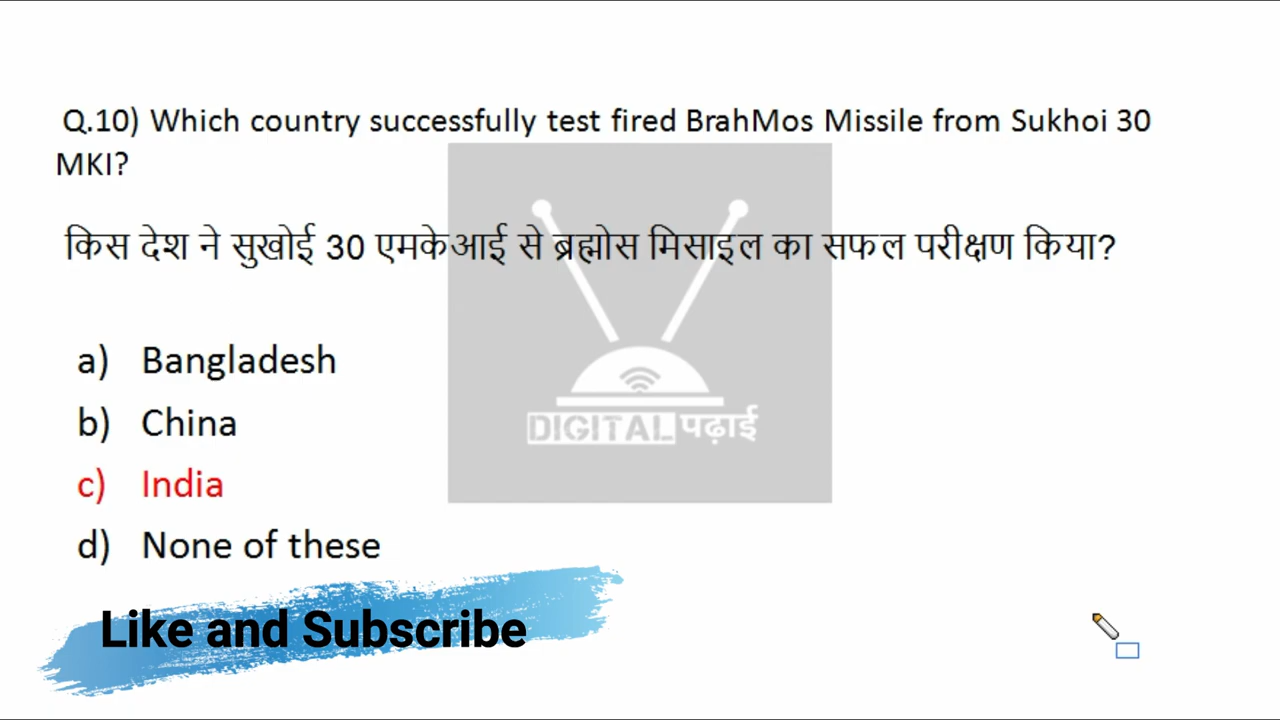 Q.10) Which country successfully test fired BrahMos Missile from Sukhoi 30
MKI?
किस देश ने सुखोई 30 एमकेआई से ब्रह्मोस मिसाइल का सफल परीक्षण किया?
a) Bangladesh
b) China
c) India
d) None of these
DIGITAL पढ़ाई
Like and Subscribe